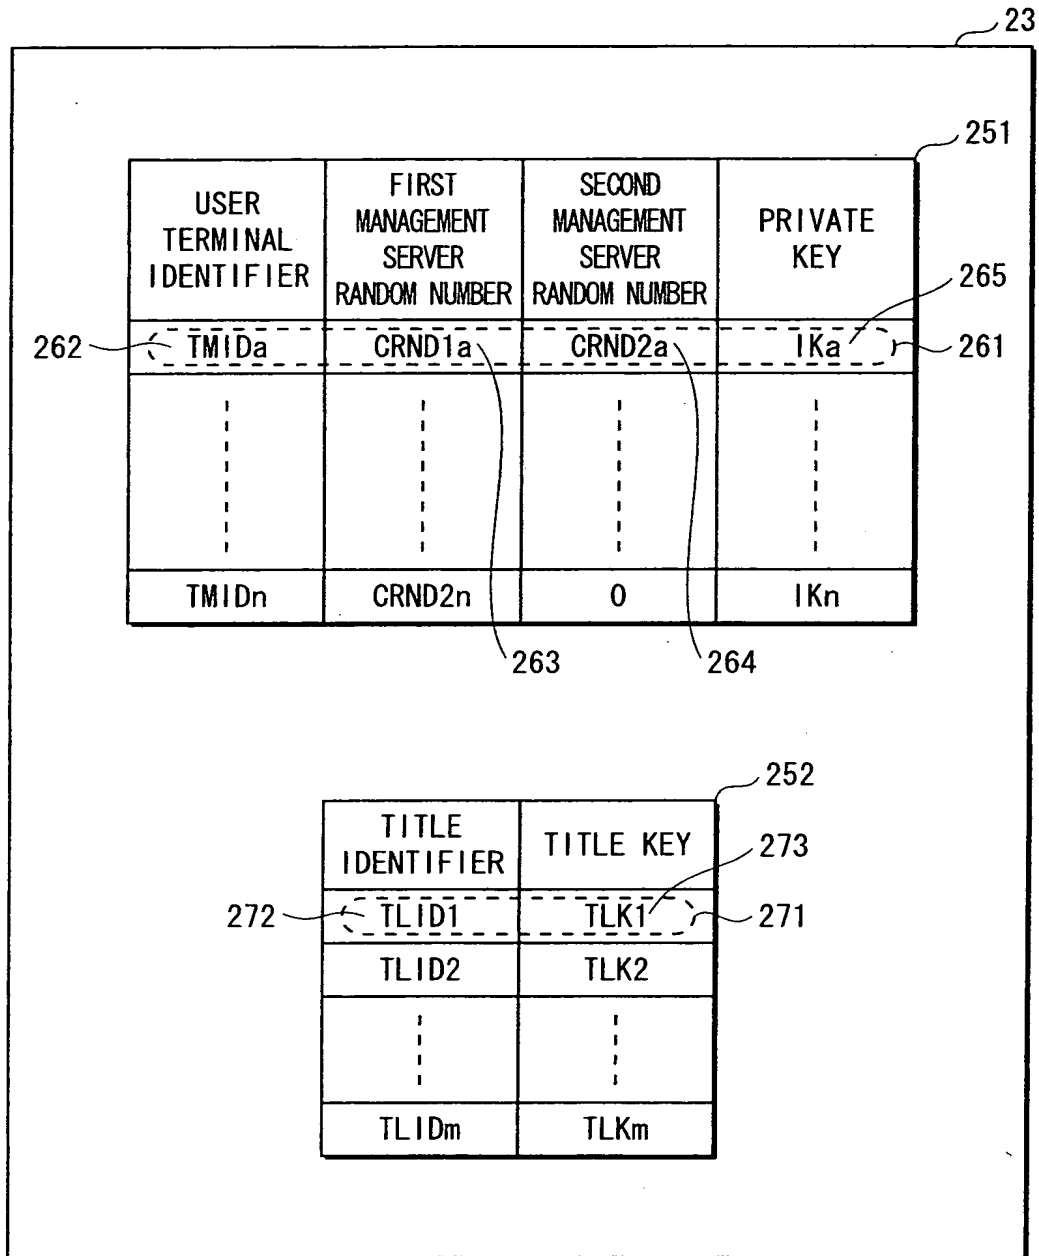 23
251
USER
TERMINAL
IDENTIFIER
FIRST
MANAGEMENT
SERVER
RANDOM NUMBER
SECOND
MANAGEMENT
SERVER
RANDOM NUMBER
PRIVATE
KEY
265
262 TMIDa CRND1a CRND2a IKa 261
TMIDn CRND2n 0 IKn
263 264
252
TITLE
IDENTIFIER
TITLE KEY
273
272 TLID1 TLK1 271
TLID2 TLK2
TLIDm TLKm